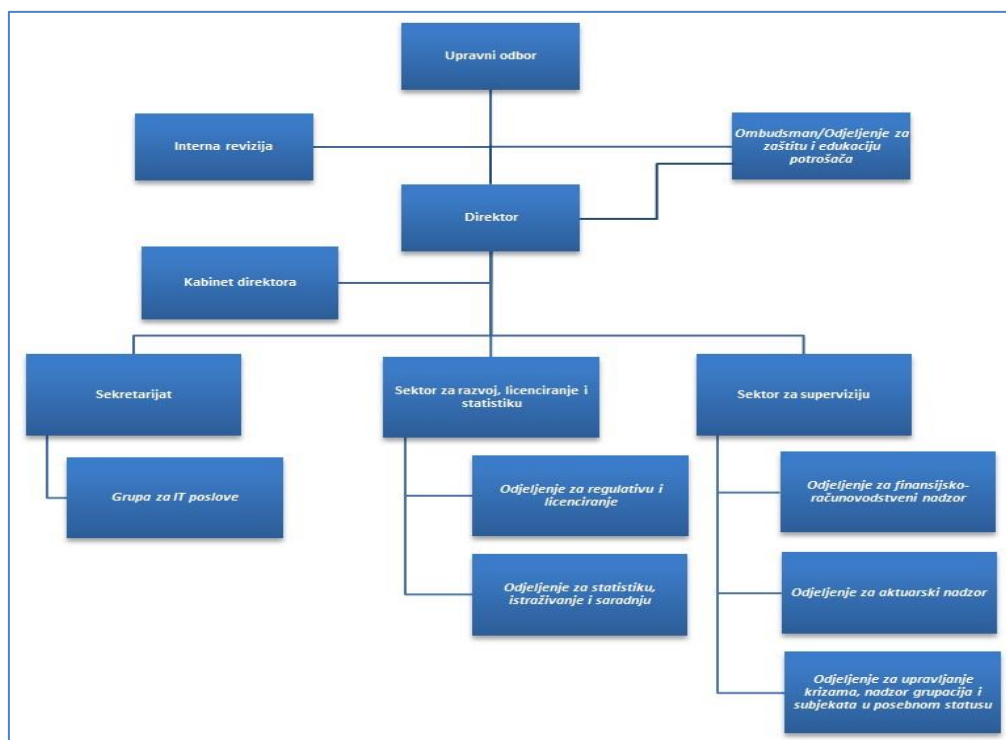 Upravni odbor
Interna revizija
Ombudsman/Odjeljenje za
zaštitu i edukaciju
potrošača
Direktor
Kabinet direktora
Sekretarijat
Sektor za razvoj, licenciranje i
statistiku
Sektor za superviziju
Grupa za IT poslove
Odjeljenje za regulativu i
licenciranje
Odjeljenje za statistiku,
istraživanje i saradnju
Odjeljenje za finansijsko-
računovodstveni nadzor
Odjeljenje za aktuarski nadzor
Odjeljenje za upravljanje
krizama, nadzor grupacija i
subjekata u posebnom statusu